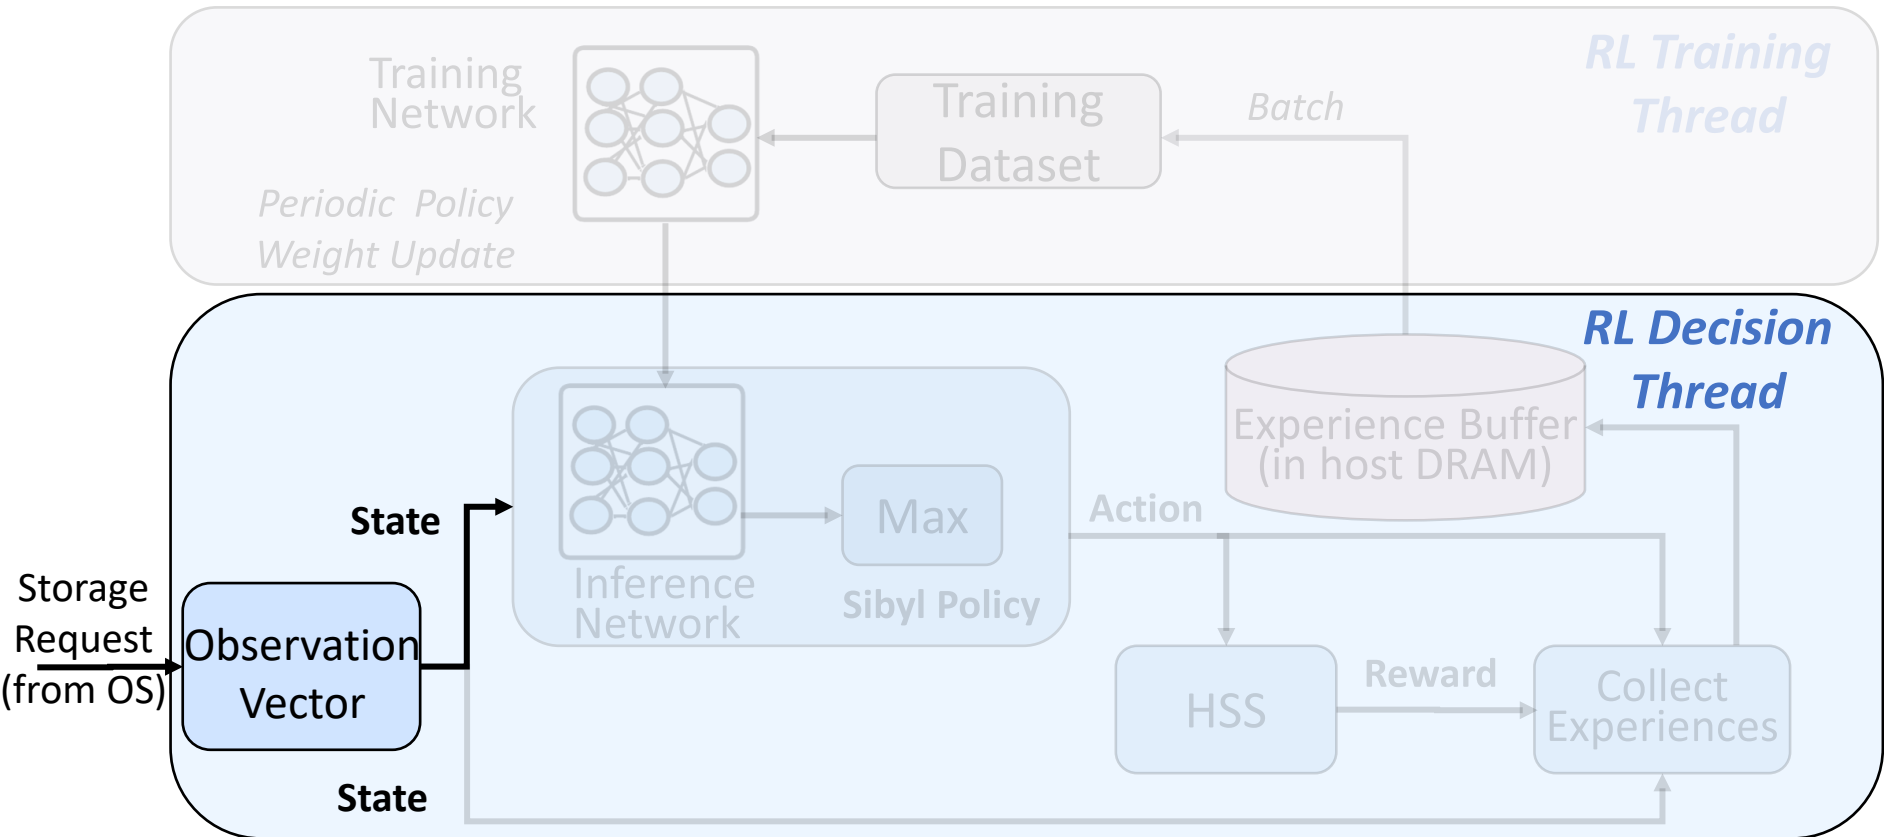 RL Training
Thread
Training
Network
Training
Dataset
Batch
Periodic Policy
Weight Update
RL Decision
Thread
Experience Buffer
(in host DRAM)
State
Max
Action
Inference
Network
Sibyl Policy
Storage
Request
(from OS)
Observation
Vector
HSS
Reward
Collect
Experiences
State